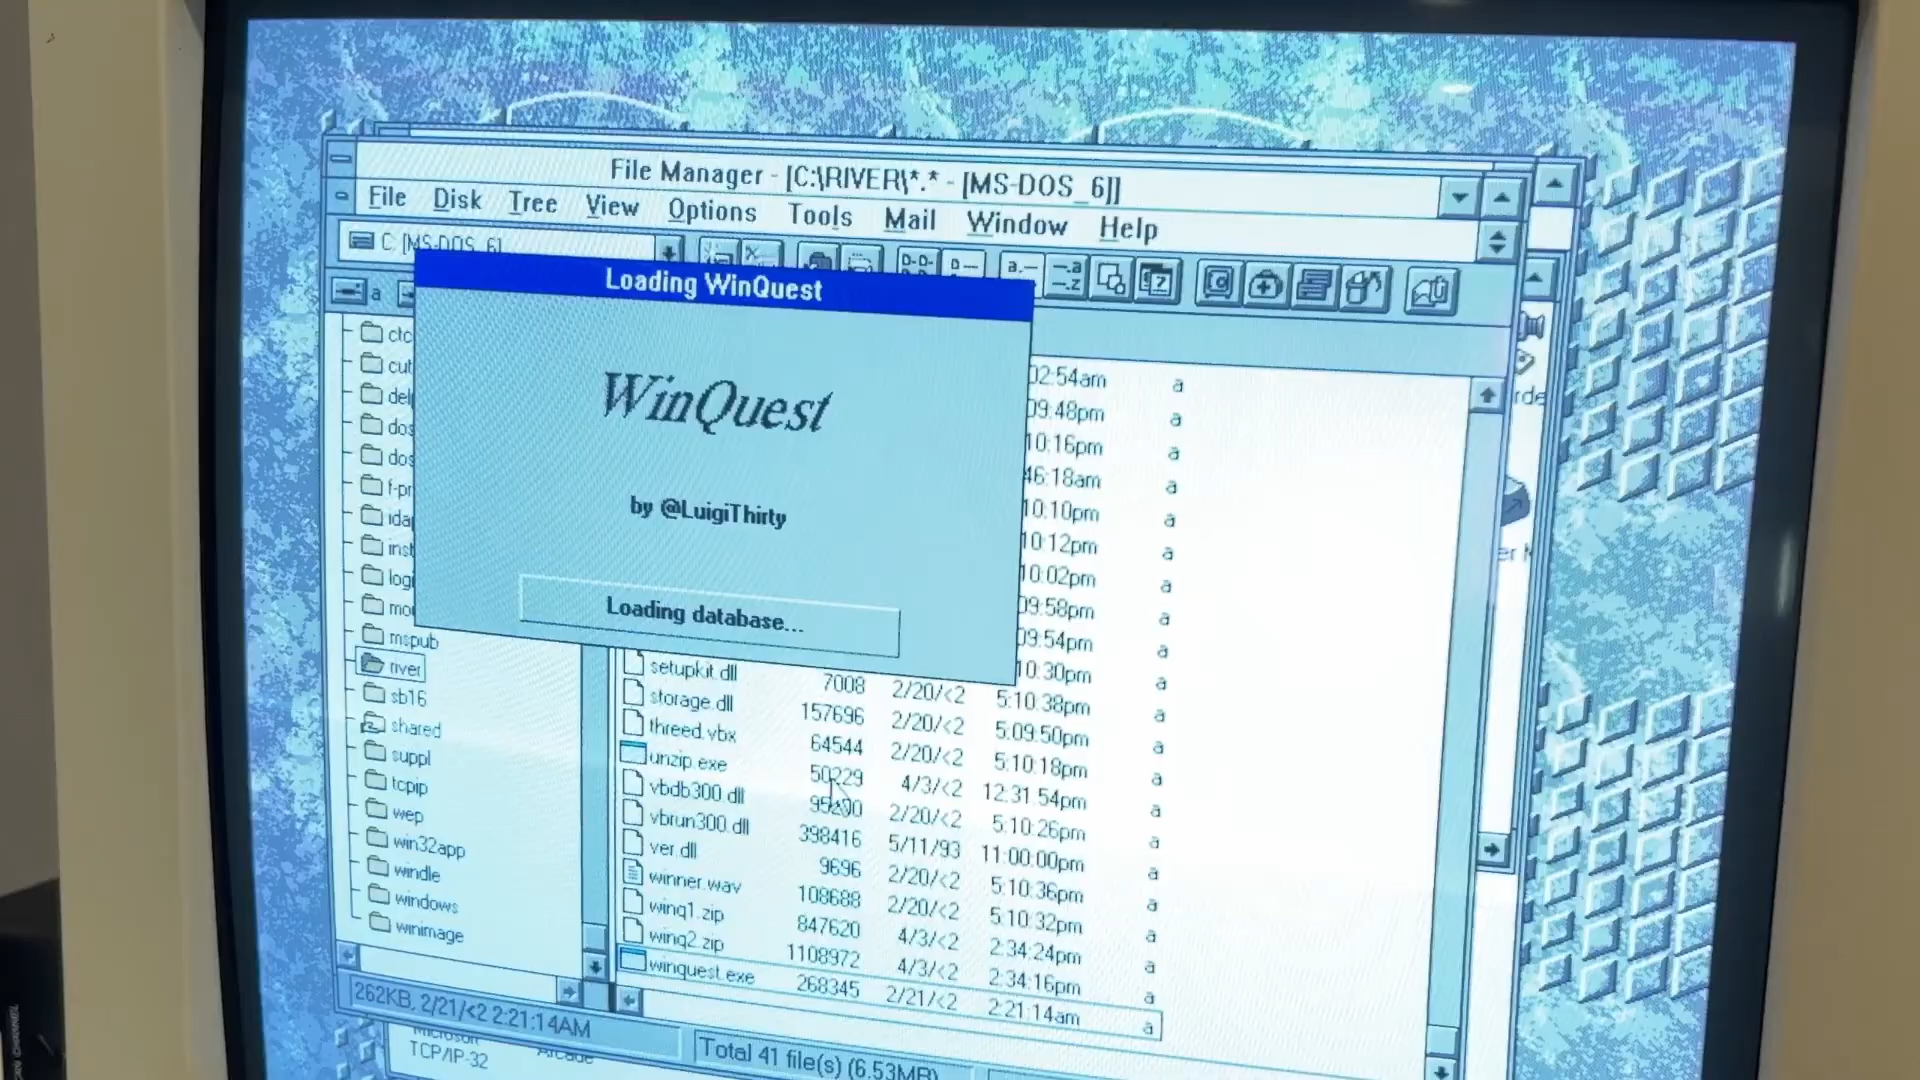 File Manager - [C:\RIVER\*.* - [MS-DOS_6]]
File Disk Tree View Options Tools Mail Window Help
C: [MS-DOS_6]
a
Loading WinQuest
WinQuest
by @LuigiThirty
Loading database...
ctc
cut
del
dos
dos
f-pr
ida
inst
logi
mo
mspub
river
sb16
shared
suppl
tcpip
wep
win32app
windle
windows
winimage
02:54am a
09:48pm a
10:16pm a
46:18am a
10:10pm a
10:12pm a
10:02pm a
09:58pm a
09:54pm a
10:30pm a
setupkit.dll 7008 2/20/<2 5:10:38pm a
storage.dll 157696 2/20/<2 5:09:50pm a
threed.vbx 64544 2/20/<2 5:10:18pm a
unzip.exe 50229 4/3/<2 12:31:54pm a
vbdb300.dll 2/20/<2 5:10:26pm a
vbrun300.dll 398416 5/11/93 11:00:00pm a
ver.dll 9696 2/20/<2 5:10:36pm a
winner.wav 108688 2/20/<2 5:10:32pm a
winq1.zip 847620 4/3/<2 2:34:24pm a
winq2.zip 1108972 4/3/<2 2:34:16pm a
winquest.exe 268345 2/21/<2 2:21:14am a
262KB, 2/21/<2 2:21:14AM
Total 41 file(s) (6.53MB)
Microsoft
TCP/IP-32
Arcade